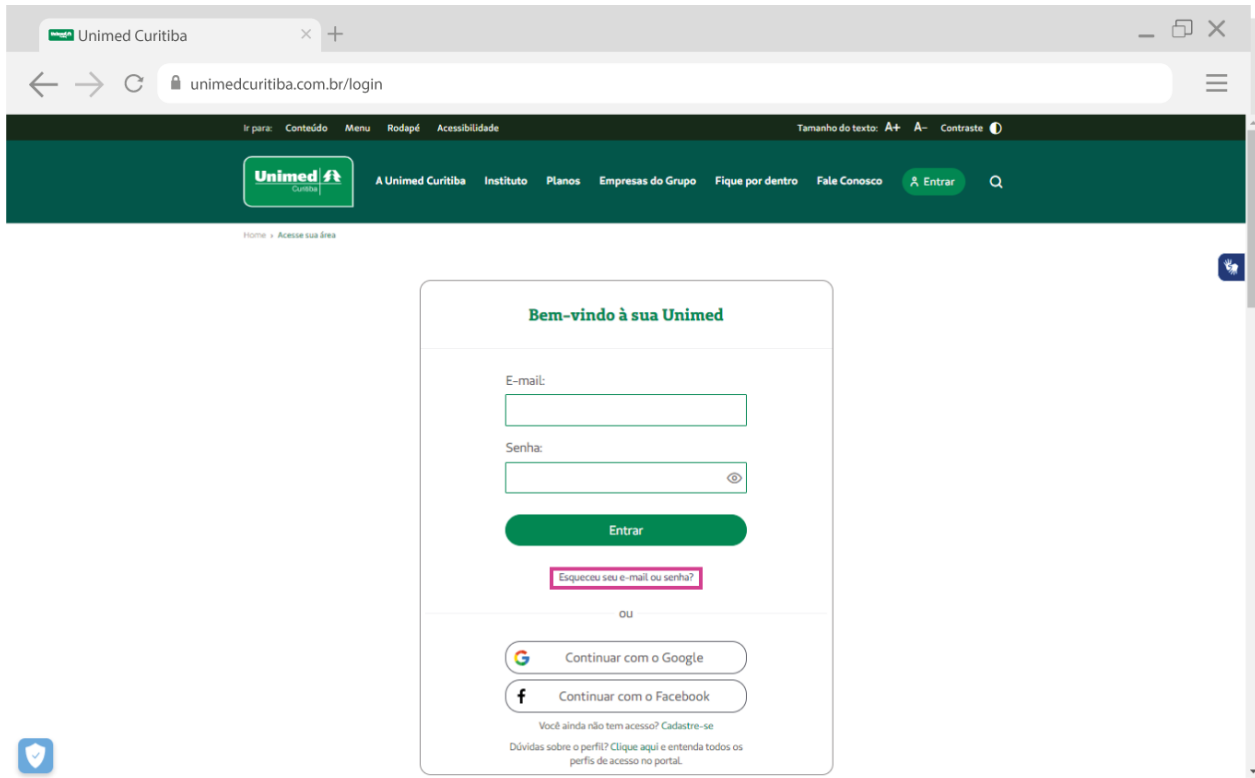 Unimed Curitiba
unimedcuritiba.com.br/login
Ir para: Conteúdo Menu Rodapé Acessibilidade Tamanho do texto: A+ A- Contraste
Unimed
Curitiba
A Unimed Curitiba Instituto Planos Empresas do Grupo Fique por dentro Fale Conosco Entrar
Home › Acesse sua área
Bem-vindo à sua Unimed
E-mail:
Senha:
Entrar
Esqueceu seu e-mail ou senha?
ou
Continuar com o Google
Continuar com o Facebook
Você ainda não tem acesso? Cadastre-se
Dúvidas sobre o perfil? Clique aqui e entenda todos os
perfis de acesso no portal.